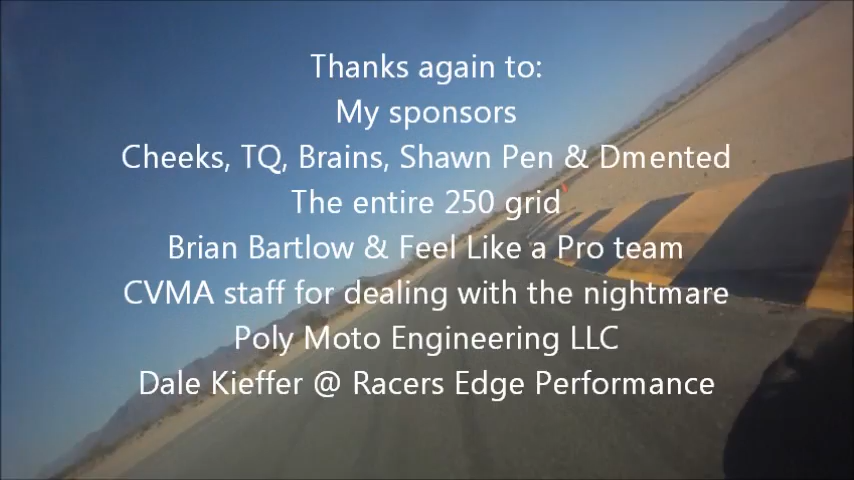 Thanks again to:
My sponsors
Cheeks, TQ, Brains, Shawn Pen & Dmented
The entire 250 grid
Brian Bartlow & Feel Like a Pro team
CVMA staff for dealing with the nightmare
Poly Moto Engineering LLC
Dale Kieffer @ Racers Edge Performance